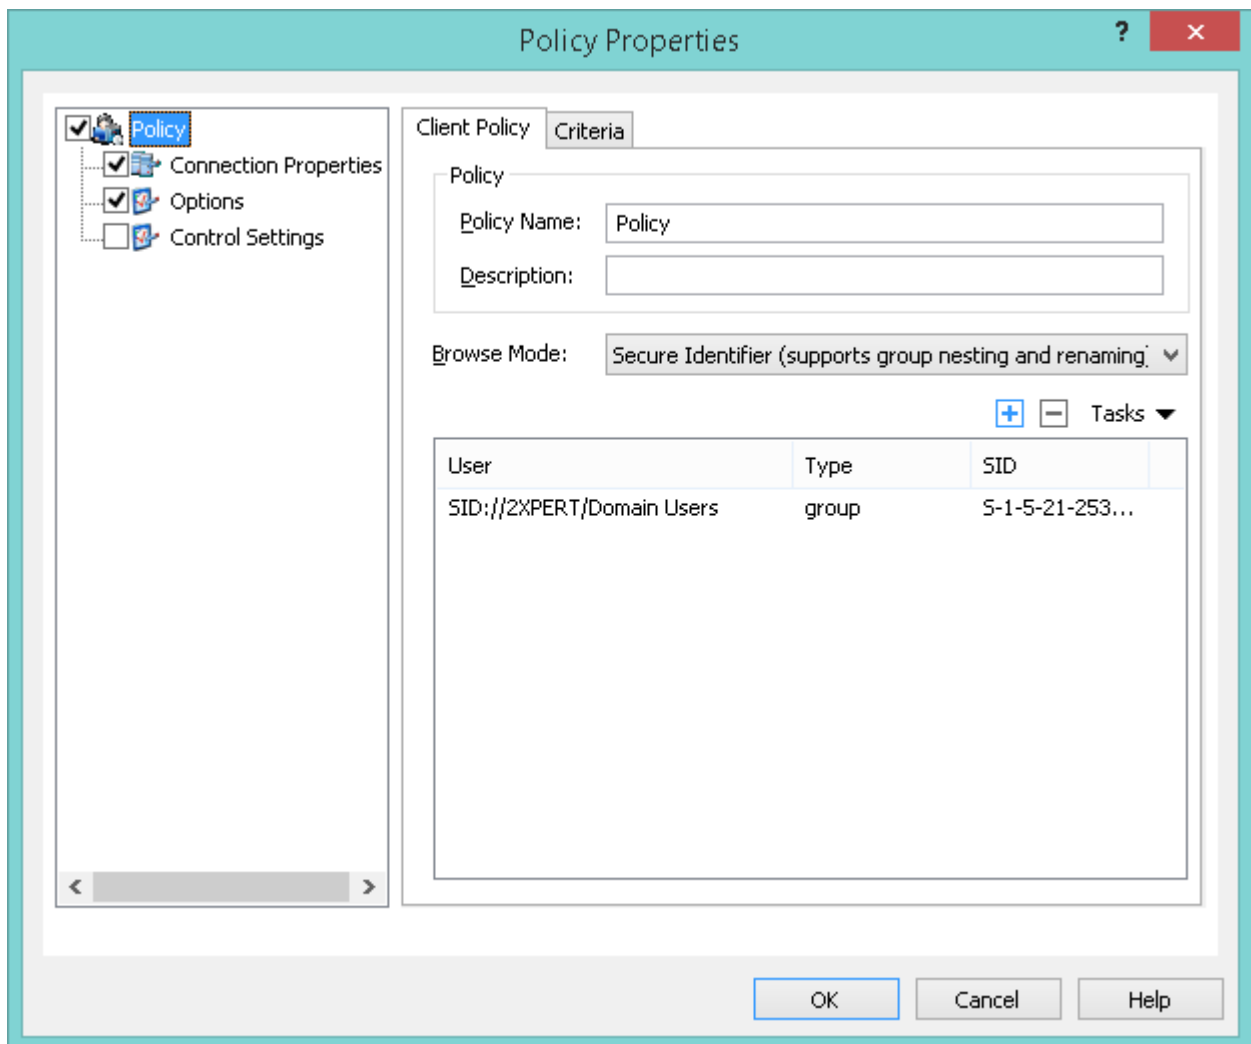 Policy Properties
?
Policy
Connection Properties
Options
Control Settings
Client Policy Criteria
Policy
Policy Name: Policy
Description:
Browse Mode: Secure Identifier (supports group nesting and renaming)
Tasks
User Type SID
SID://2XPERT/Domain Users group S-1-5-21-253...
OK Cancel Help